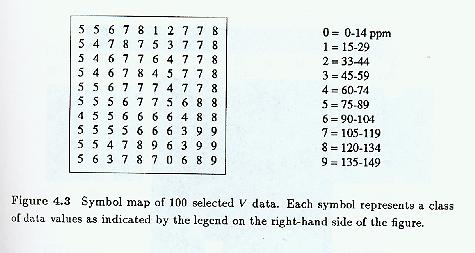 5 5 6 7 8 1 2 7 7 8
5 4 7 8 7 5 3 7 7 8
5 4 6 7 7 6 4 7 7 8
5 4 6 7 8 4 5 7 7 8
5 5 6 7 7 7 4 7 7 8
5 5 5 6 7 7 5 6 8 8
4 5 5 6 6 6 6 4 8 8
5 5 5 5 6 6 6 3 9 9
5 5 4 7 8 9 6 3 9 9
5 6 3 7 8 7 0 6 8 9
0 = 0-14 ppm
1 = 15-29
2 = 33-44
3 = 45-59
4 = 60-74
5 = 75-89
6 = 90-104
7 = 105-119
8 = 120-134
9 = 135-149
Figure 4.3 Symbol map of 100 selected V data. Each symbol represents a class
of data values as indicated by the legend on the right-hand side of the figure.